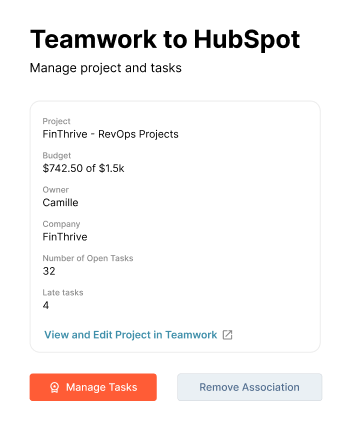 Teamwork to HubSpot
Manage project and tasks
Project
FinThrive - RevOps Projects
Budget
$742.50 of $1.5k
Owner
Camille
Company
FinThrive
Number of Open Tasks
32
Late tasks
4
View and Edit Project in Teamwork
Manage Tasks
Remove Association